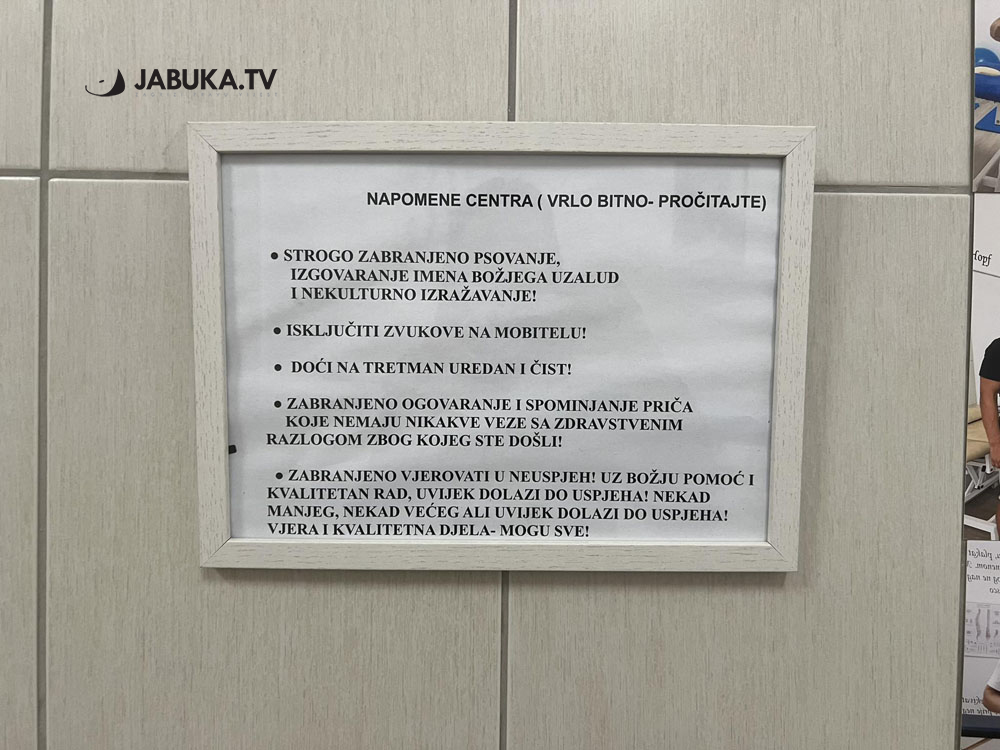 JABUKA.TV
NAPOMENE CENTRA ( VRLO BITNO- PROČITAJTE)
● STROGO ZABRANJENO PSOVANJE,
IZGOVARANJE IMENA BOŽJEGA UZALUD
I NEKULTURNO IZRAŽAVANJE!
● ISKLJUČITI ZVUKOVE NA MOBITELU!
● DOĆI NA TRETMAN UREDAN I ČIST!
● ZABRANJENO OGOVARANJE I SPOMINJANJE PRIČA
KOJE NEMAJU NIKAKVE VEZE SA ZDRAVSTVENIM
RAZLOGOM ZBOG KOJEG STE DOŠLI!
● ZABRANJENO VJEROVATI U NEUSPJEH! UZ BOŽJU POMOĆ I
KVALITETAN RAD, UVIJEK DOLAZI DO USPJEHA! NEKAD
MANJEG, NEKAD VEĆEG ALI UVIJEK DOLAZI DO USPJEHA!
VJERA I KVALITETNA DJELA- MOGU SVE!